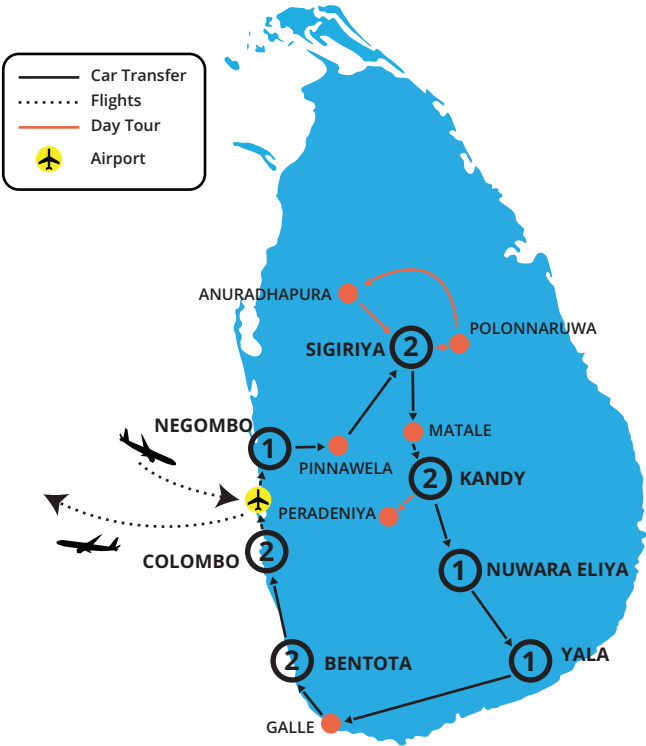 Car Transfer
Flights
Day Tour
Airport
ANURADHAPURA
POLONNARUWA
SIGIRIYA 2
NEGOMBO
1
MATALE
PINNAWELA
2 KANDY
PERADENIYA
COLOMBO 2
1 NUWARA ELIYA
2 BENTOTA
1 YALA
GALLE